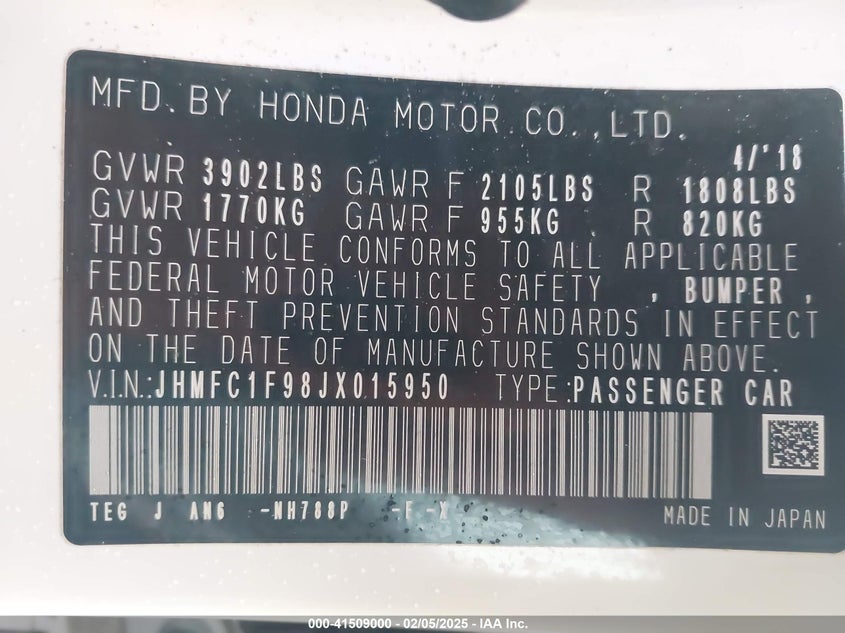 MFD. BY HONDA MOTOR CO., LTD.
4/'18
GVWR 3902LBS GAWR F 2105LBS R 1808LBS
GVWR 1770KG GAWR F 955KG R 820KG
THIS VEHICLE CONFORMS TO ALL APPLICABLE
FEDERAL MOTOR VEHICLE SAFETY , BUMPER ,
AND THEFT PREVENTION STANDARDS IN EFFECT
ON THE DATE OF MANUFACTURE SHOWN ABOVE.
V.I.N.:JHMFC1F98JX015950 TYPE:PASSENGER CAR
TEG J AN6 -NH788P -F -X MADE IN JAPAN
000-41509000 — 02/05/2025 — IAA Inc.